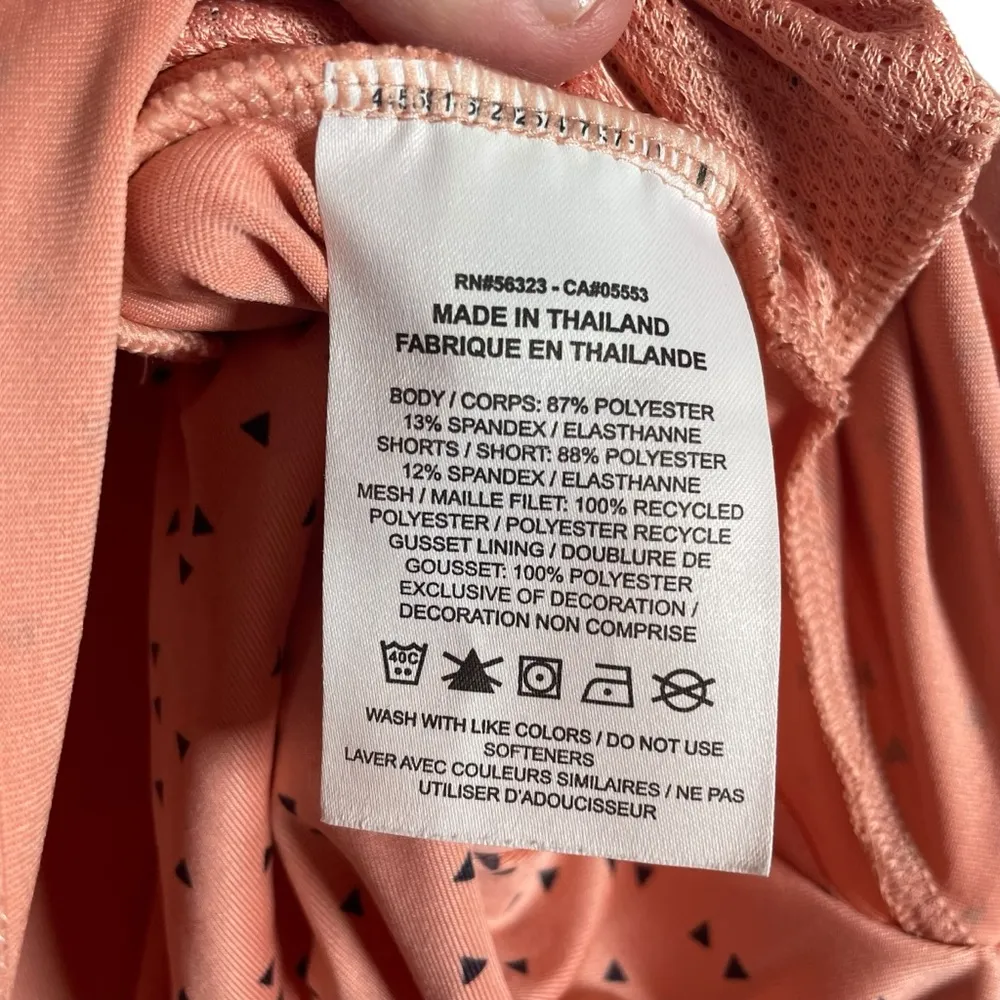 RN#56323 - CA#05553
MADE IN THAILAND
FABRIQUE EN THAILANDE
BODY / CORPS: 87% POLYESTER
13% SPANDEX / ELASTHANNE
SHORTS / SHORT: 88% POLYESTER
12% SPANDEX / ELASTHANNE
MESH / MAILLE FILET: 100% RECYCLED
POLYESTER / POLYESTER RECYCLE
GUSSET LINING / DOUBLURE DE
GOUSSET: 100% POLYESTER
EXCLUSIVE OF DECORATION /
DECORATION NON COMPRISE
40C
WASH WITH LIKE COLORS / DO NOT USE
SOFTENERS
LAVER AVEC COULEURS SIMILAIRES / NE PAS
UTILISER D'ADOUCISSEUR